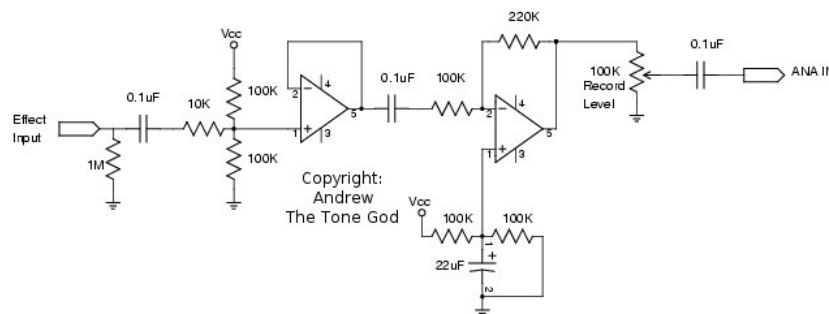 220K
Vcc
100K
0.1uF
10K
Effect
Input
1M
100K
2
4
1
3
5
0.1uF
100K
2
4
1
3
5
100K
Record
Level
0.1uF
ANA IN
Copyright:
Andrew
The Tone God
Vcc
100K
100K
1
+
22uF
2